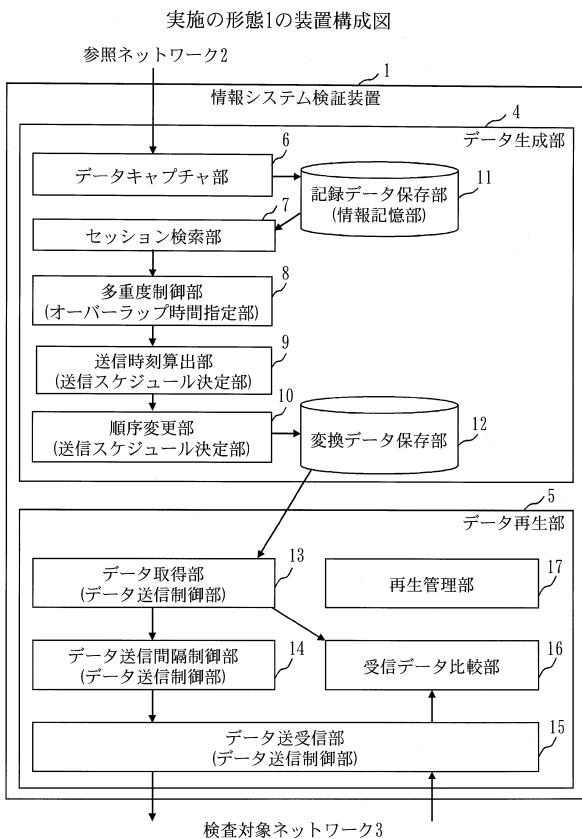 実施の形態1の装置構成図
参照ネットワーク2
1
情報システム検証装置
4
データ生成部
6
データキャプチャ部
記録データ保存部
(情報記憶部)
11
7
セッション検索部
8
多重度制御部
(オーバーラップ時間指定部)
9
送信時刻算出部
(送信スケジュール決定部)
10
順序変更部
(送信スケジュール決定部)
変換データ保存部
12
5
データ再生部
データ取得部
(データ送信制御部)
13
再生管理部
17
データ送信間隔制御部
(データ送信制御部)
14
受信データ比較部
16
データ送受信部
(データ送信制御部)
15
検査対象ネットワーク3